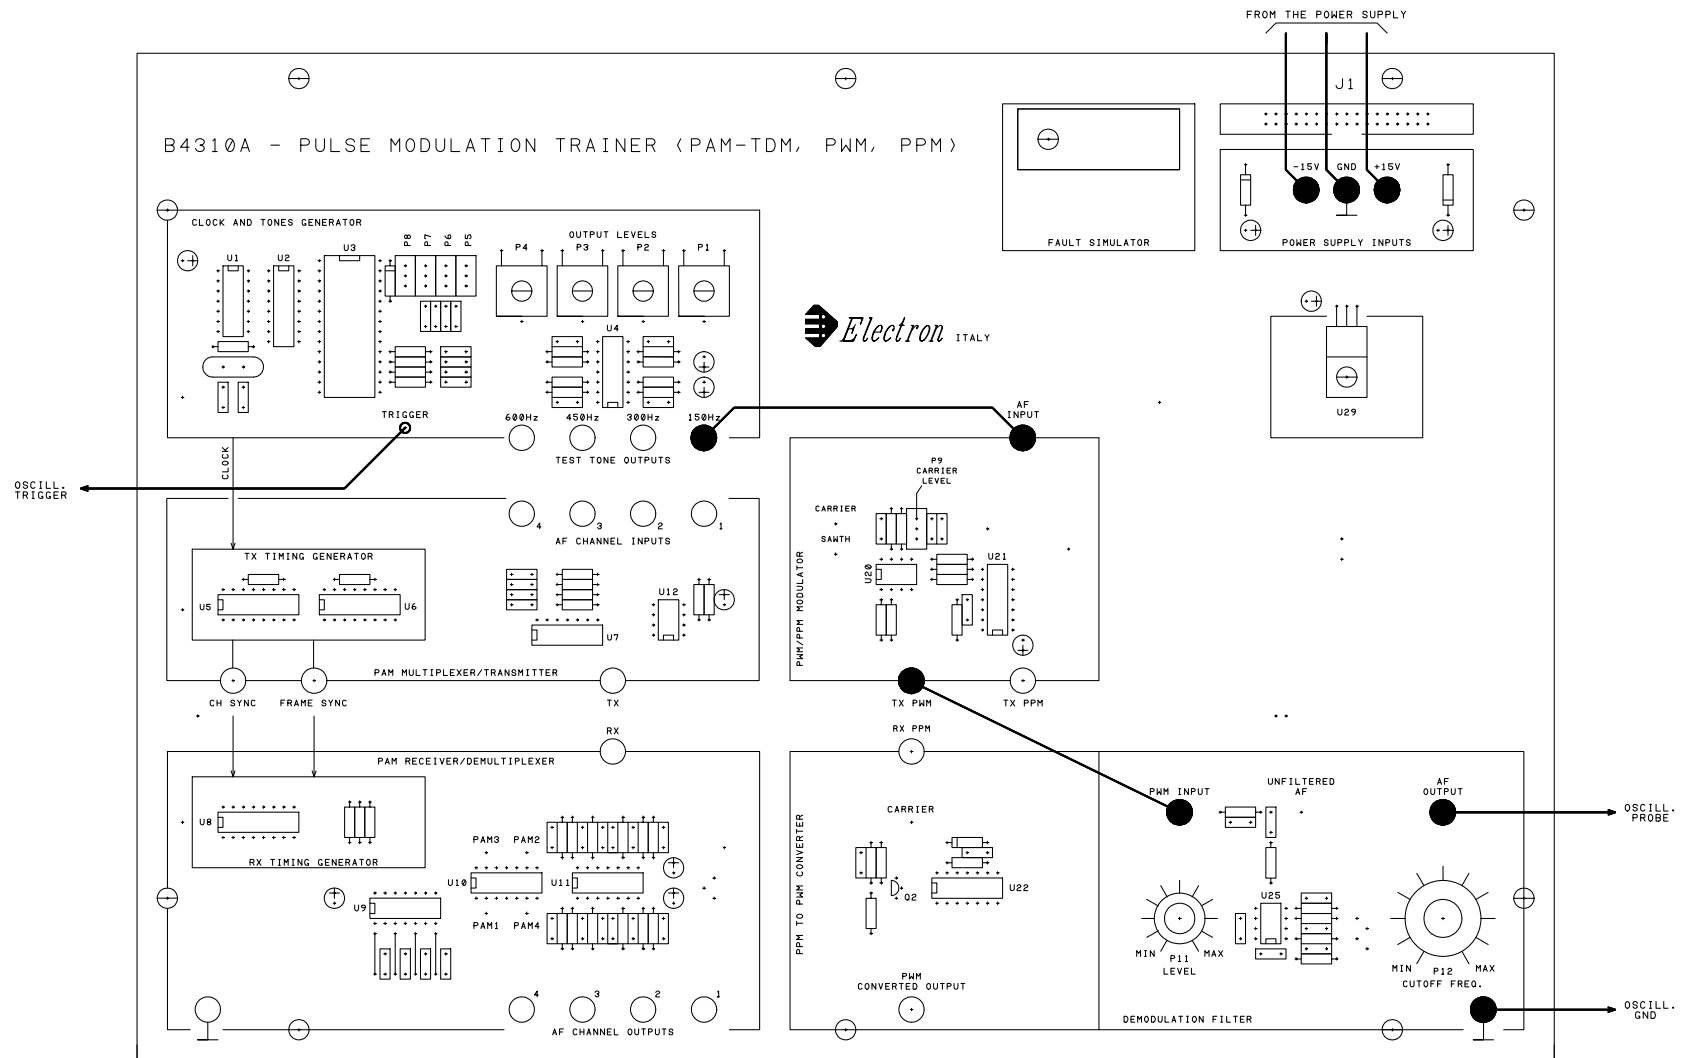 FROM THE POWER SUPPLY
J1
B4310A - PULSE MODULATION TRAINER (PAM-TDM, PWM, PPM)
-15V GND +15V
FAULT SIMULATOR
POWER SUPPLY INPUTS
CLOCK AND TONES GENERATOR
OUTPUT LEVELS
P8 P7 P6 P5
P4 P3 P2 P1
U1 U2 U3
U4
Electron ITALY
U29
TRIGGER
600Hz 450Hz 300Hz 150Hz
TEST TONE OUTPUTS
AF
INPUT
CLOCK
OSCILL.
TRIGGER
P9
CARRIER
LEVEL
CARRIER
SAWTH
U20
U21
PWM/PPM MODULATOR
4 3 2 1
AF CHANNEL INPUTS
TX TIMING GENERATOR
U5 U6
U12
U7
PAM MULTIPLEXER/TRANSMITTER
CH SYNC FRAME SYNC TX
TX PWM TX PPM
RX
RX PPM
PAM RECEIVER/DEMULTIPLEXER
U8
RX TIMING GENERATOR
PAM3 PAM2
U10 U11
U9
PAM1 PAM4
4 3 2 1
AF CHANNEL OUTPUTS
PPM TO PWM CONVERTER
CARRIER
Q2
U22
PWM
CONVERTED OUTPUT
PWM INPUT
UNFILTERED
AF
AF
OUTPUT
OSCILL.
PROBE
U25
MIN P11 MAX
LEVEL
MIN P12 MAX
CUTOFF FREQ.
DEMODULATION FILTER
OSCILL.
GND